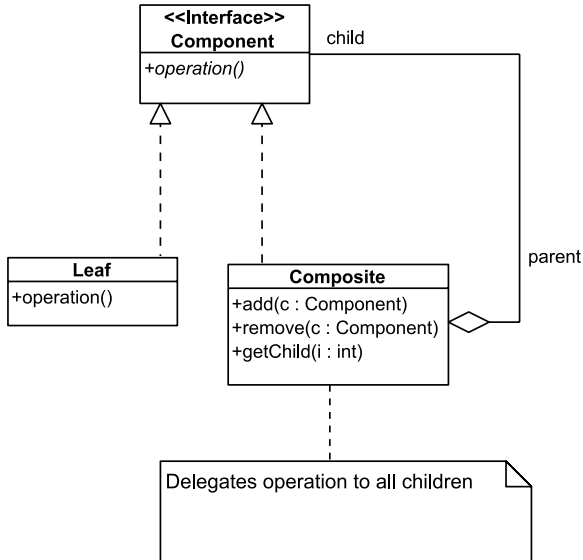 <<Interface>>
Component
+operation()
child
parent
Leaf
+operation()
Composite
+add(c : Component)
+remove(c : Component)
+getChild(i : int)
Delegates operation to all children